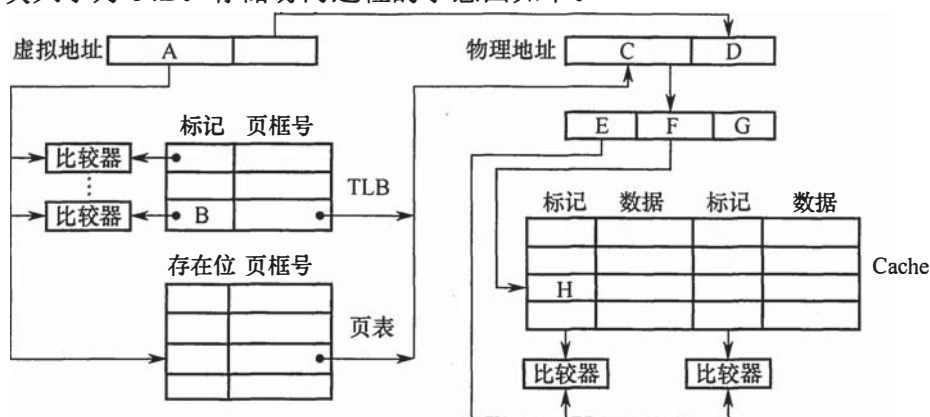 虚拟地址 A
物理地址 C D
E F G
标记 页框号
比较器
比较器 B
TLB
存在位 页框号
页表
标记 数据 标记 数据
H
Cache
比较器 比较器